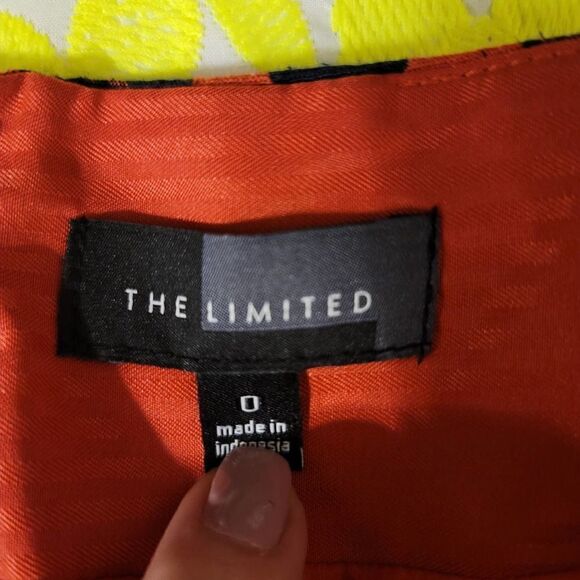 THE LIMITED
0
made in
indonesia